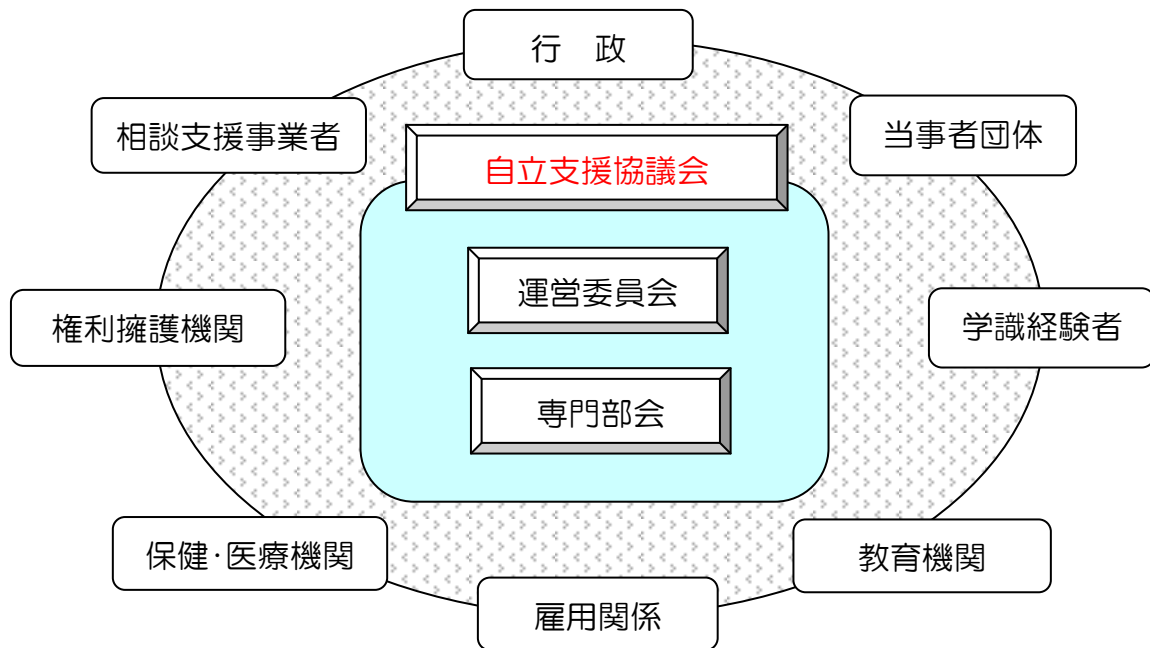 行　政
相談支援事業者
当事者団体
自立支援協議会
運営委員会
権利擁護機関
学識経験者
専門部会
保健・医療機関
教育機関
雇用関係